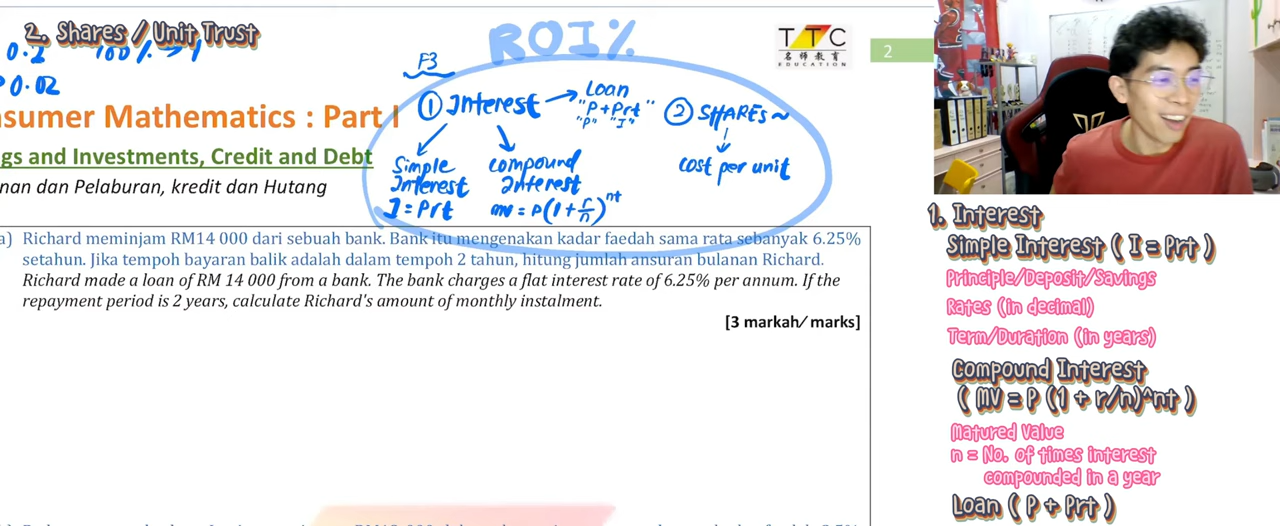 2. Shares / Unit Trust
0.2 100% → 1
0.02
ROI%
TTC
名師教育
EDUCATION
2
F3
① Interest → Loan
"P + Prt"
"P" "I"
② SHARES ~
cost per unit
Simple
Interest
I = Prt
compound
Interest
MV = P(1 + r/n)^nt
nsumer Mathematics : Part I
gs and Investments, Credit and Debt
nan dan Pelaburan, kredit dan Hutang
a) Richard meminjam RM14 000 dari sebuah bank. Bank itu mengenakan kadar faedah sama rata sebanyak 6.25%
setahun. Jika tempoh bayaran balik adalah dalam tempoh 2 tahun, hitung jumlah ansuran bulanan Richard.
Richard made a loan of RM 14 000 from a bank. The bank charges a flat interest rate of 6.25% per annum. If the
repayment period is 2 years, calculate Richard's amount of monthly instalment.
[3 markah/ marks]
1. Interest
Simple Interest ( I = Prt )
Principle/Deposit/Savings
Rates (in decimal)
Term/Duration (in years)
Compound Interest
( MV = P (1 + r/n)^nt )
Matured Value
n = No. of times interest
compounded in a year
Loan ( P + Prt )